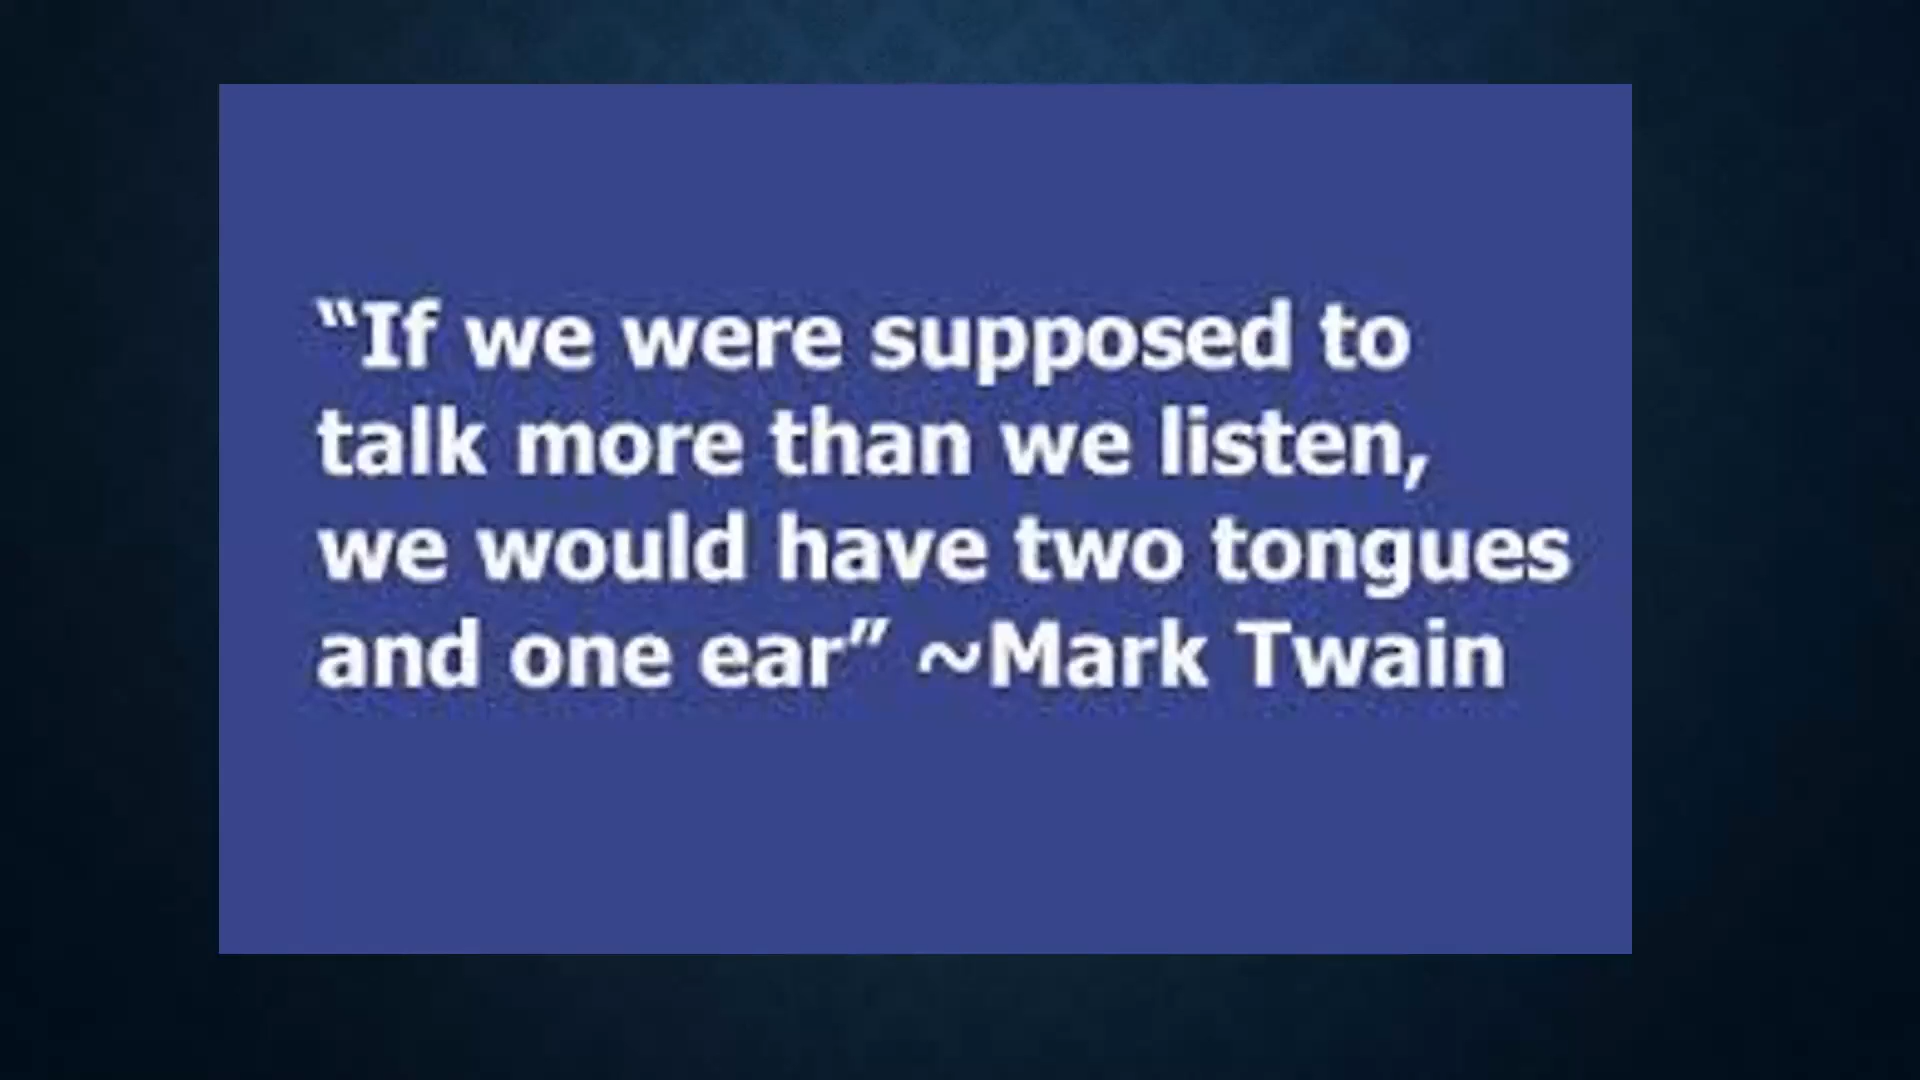 “If we were supposed to
talk more than we listen,
we would have two tongues
and one ear” ~Mark Twain